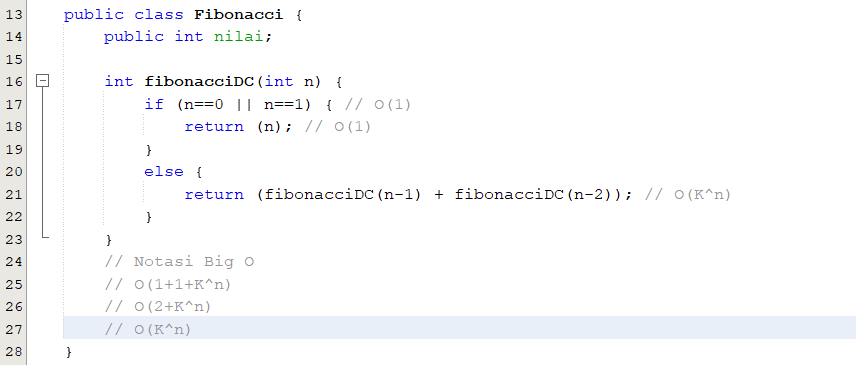 13 public class Fibonacci {
14     public int nilai;
15
16     int fibonacciDC(int n) {
17         if (n==0 || n==1) { // O(1)
18             return (n); // O(1)
19         }
20         else {
21             return (fibonacciDC(n-1) + fibonacciDC(n-2)); // O(K^n)
22         }
23     }
24     // Notasi Big O
25     // O(1+1+K^n)
26     // O(2+K^n)
27     // O(K^n)
28 }